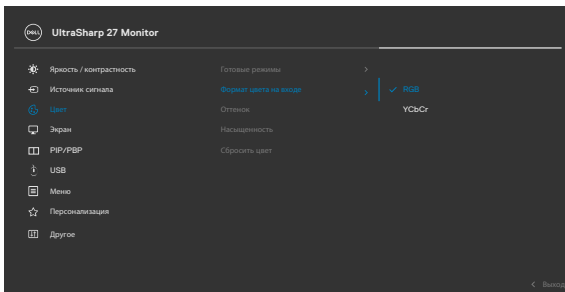 DELL UltraSharp 27 Monitor
Яркость / контрастность
Готовые режимы
Источник сигнала
Формат цвета на входе
RGB
Цвет
Оттенок
YCbCr
Экран
Насыщенность
PIP/PBP
Сбросить цвет
USB
Меню
Персонализация
Другое
Выход